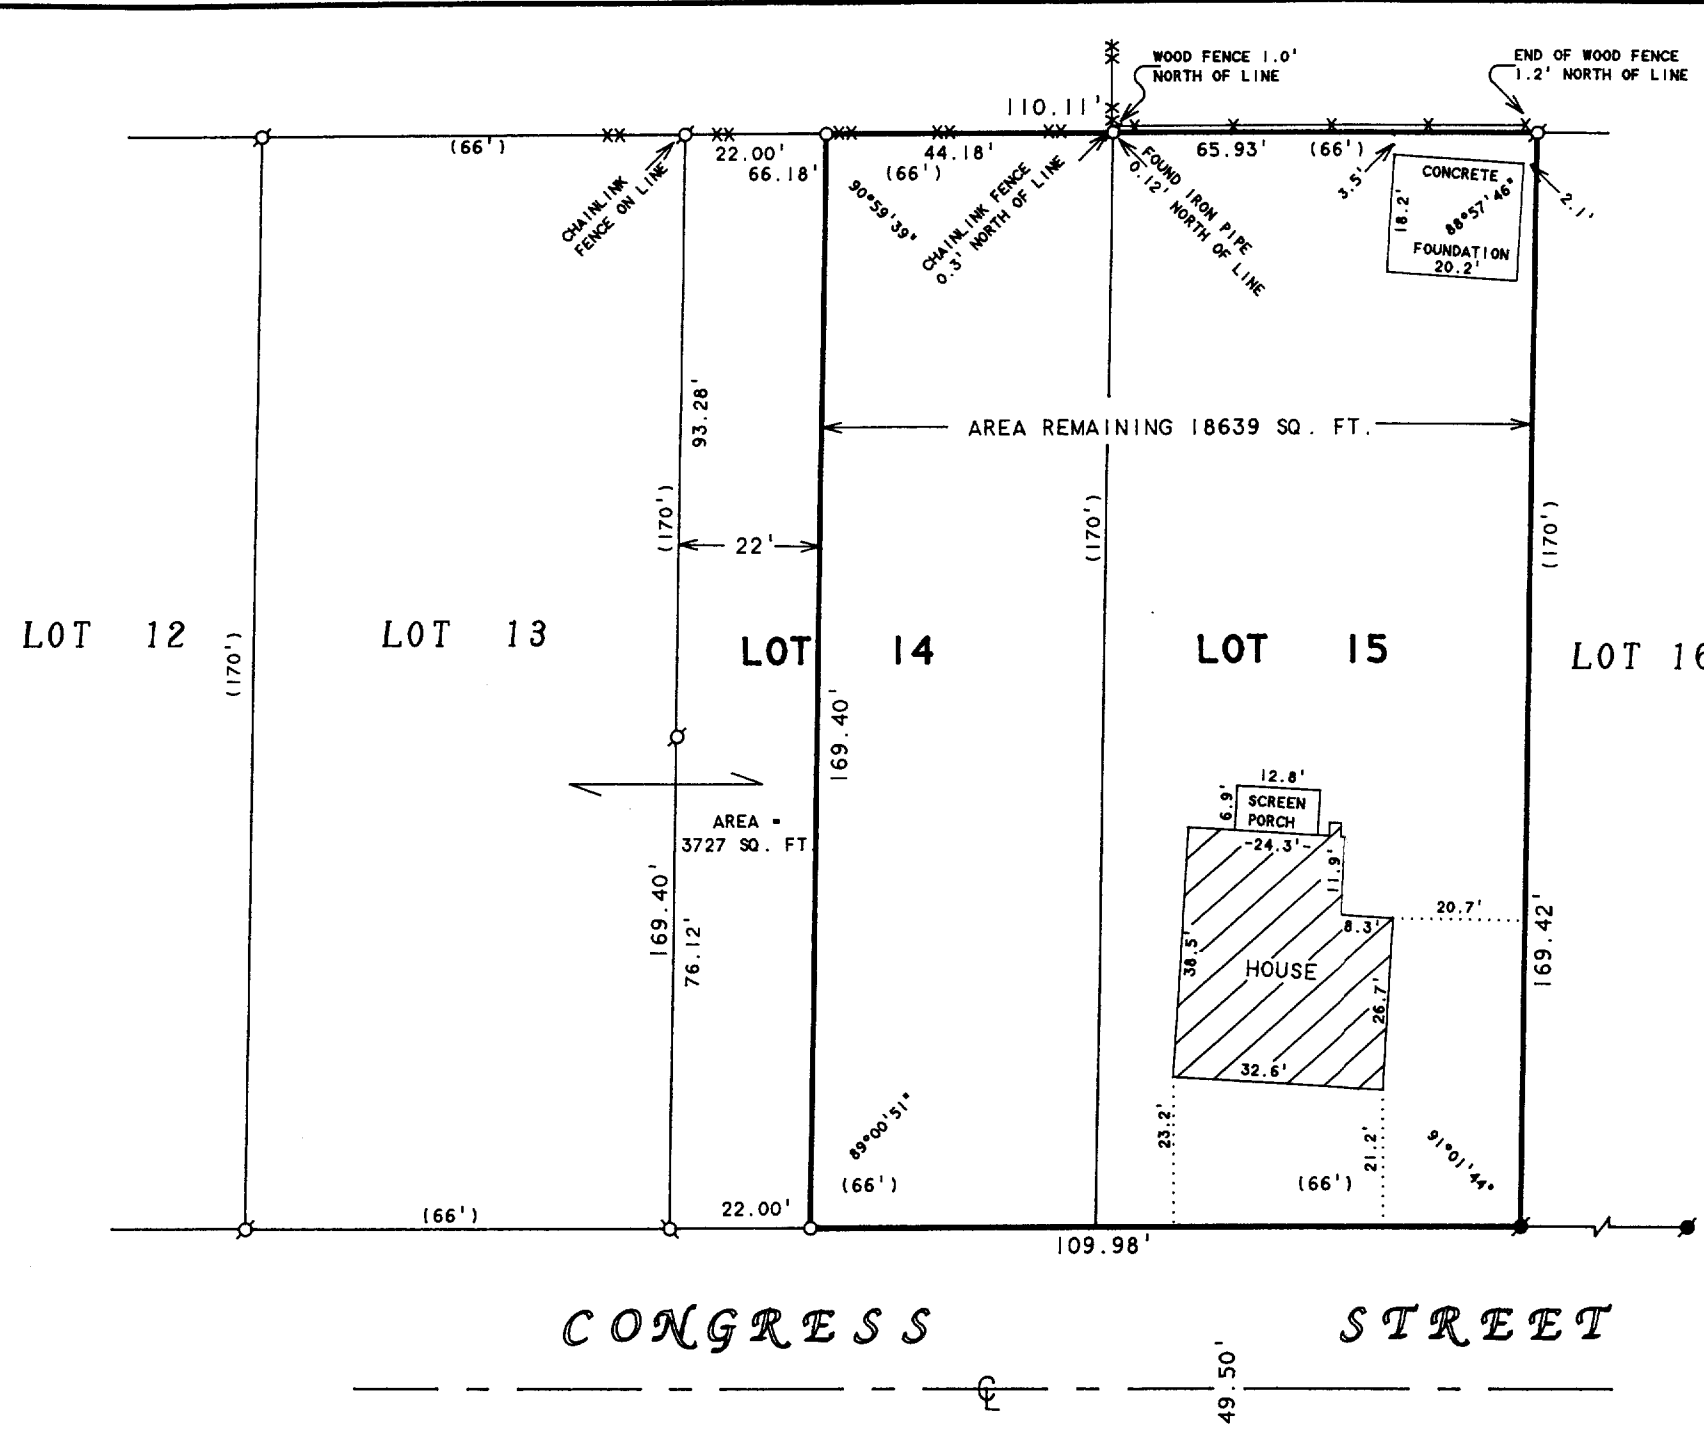 WOOD FENCE 1.0'
NORTH OF LINE
END OF WOOD FENCE
1.2' NORTH OF LINE
110.11'
(66')
22.00'
66.18'
44.18'
(66')
65.93'
(66')
CHAINLINK
FENCE ON LINE
90°59'39"
CHAINLINK FENCE
0.3' NORTH OF LINE
FOUND IRON PIPE
0.12' NORTH OF LINE
3.5'
CONCRETE
18.2'
88°57'46"
FOUNDATION
20.2'
2.1'
93.28'
AREA REMAINING 18639 SQ. FT.
(170')
(170')
(170')
22'
LOT 12
(170')
LOT 13
LOT 14
LOT 15
LOT 16
169.40'
AREA =
3727 SQ. FT.
12.8'
6.9'
SCREEN
PORCH
24.3'
11.9'
20.7'
8.3'
169.40'
76.12'
38.5'
HOUSE
26.7'
169.42'
32.6'
23.2'
21.2'
89°00'51"
91°01'44"
(66')
(66')
(66')
22.00'
109.98'
CONGRESS STREET
49.50'
CL